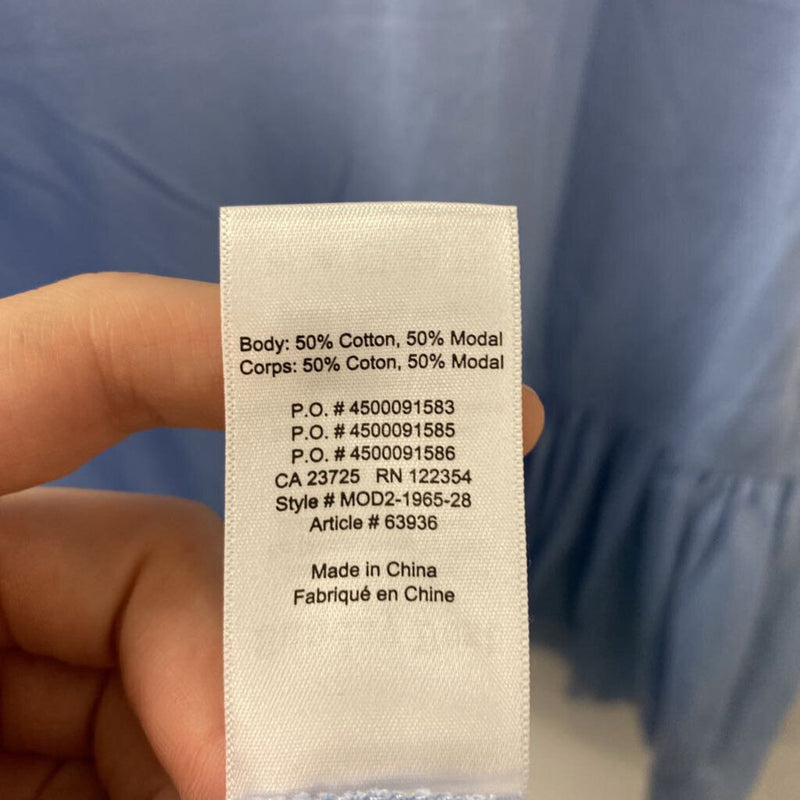 Body: 50% Cotton, 50% Modal
Corps: 50% Coton, 50% Modal
P.O. # 4500091583
P.O. # 4500091585
P.O. # 4500091586
CA 23725 RN 122354
Style # MOD2-1965-28
Article # 63936
Made in China
Fabriqué en Chine